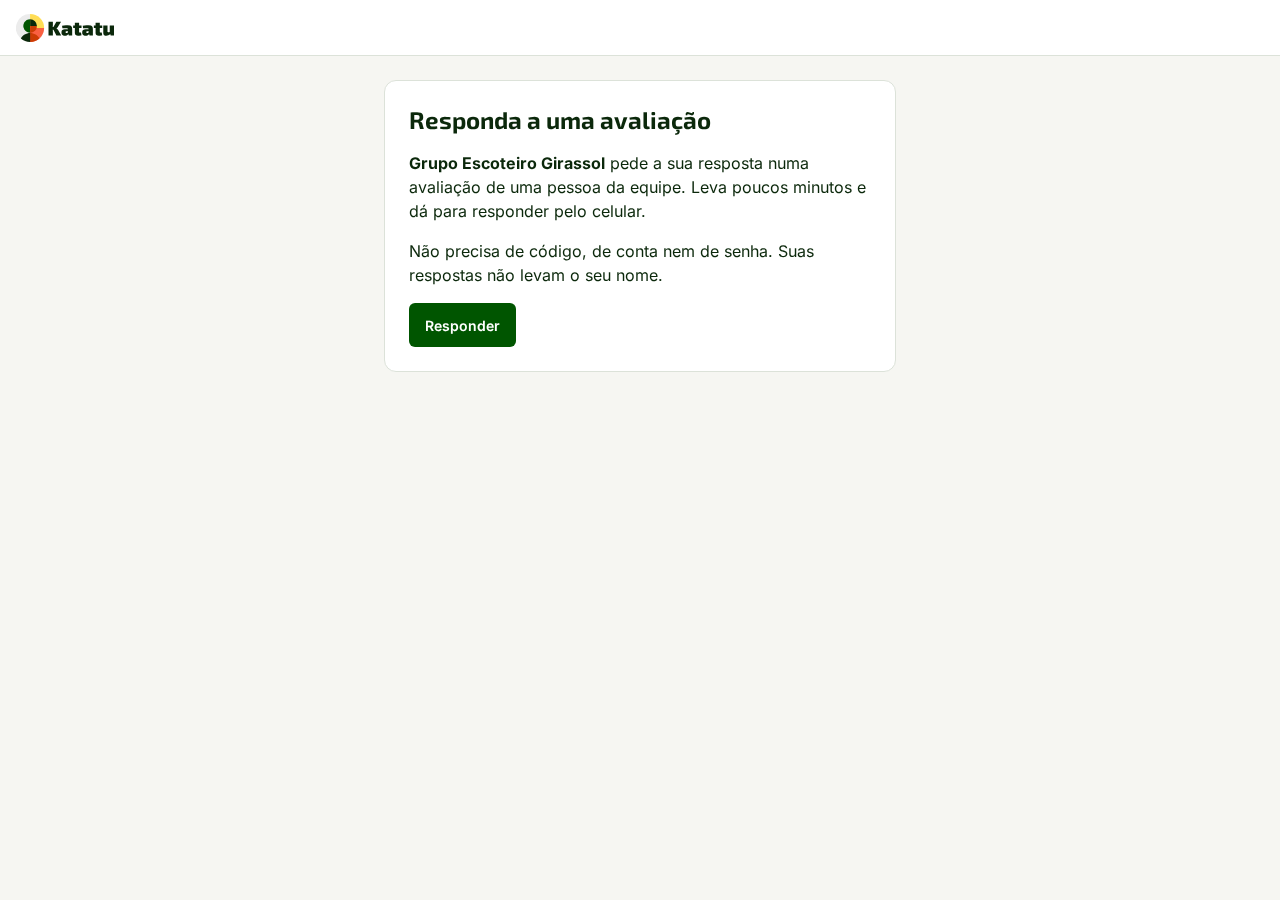 Katatu
Responda a uma avaliação
Grupo Escoteiro Girassol pede a sua resposta numa
avaliação de uma pessoa da equipe. Leva poucos minutos e
dá para responder pelo celular.
Não precisa de código, de conta nem de senha. Suas
respostas não levam o seu nome.
Responder